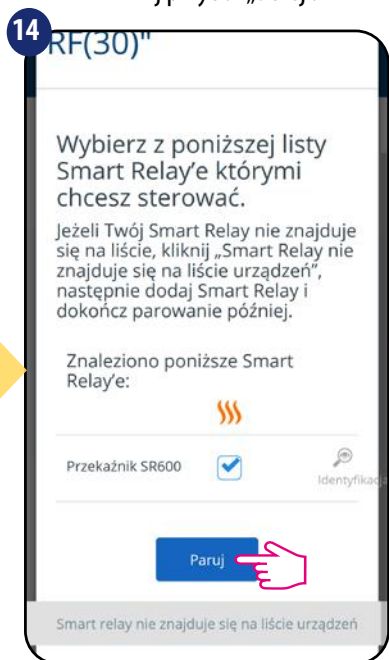 14
RF(30)"
Wybierz z poniższej listy
Smart Relay'e którymi
chcesz sterować.
Jeżeli Twój Smart Relay nie znajduje
się na liście, kliknij „Smart Relay nie
znajduje się na liście urządzeń",
następnie dodaj Smart Relay i
dokończ parowanie później.
Znaleziono poniższe Smart
Relay'e:
Przekaźnik SR600
Identyfikacja
Paruj
Smart relay nie znajduje się na liście urządzeń